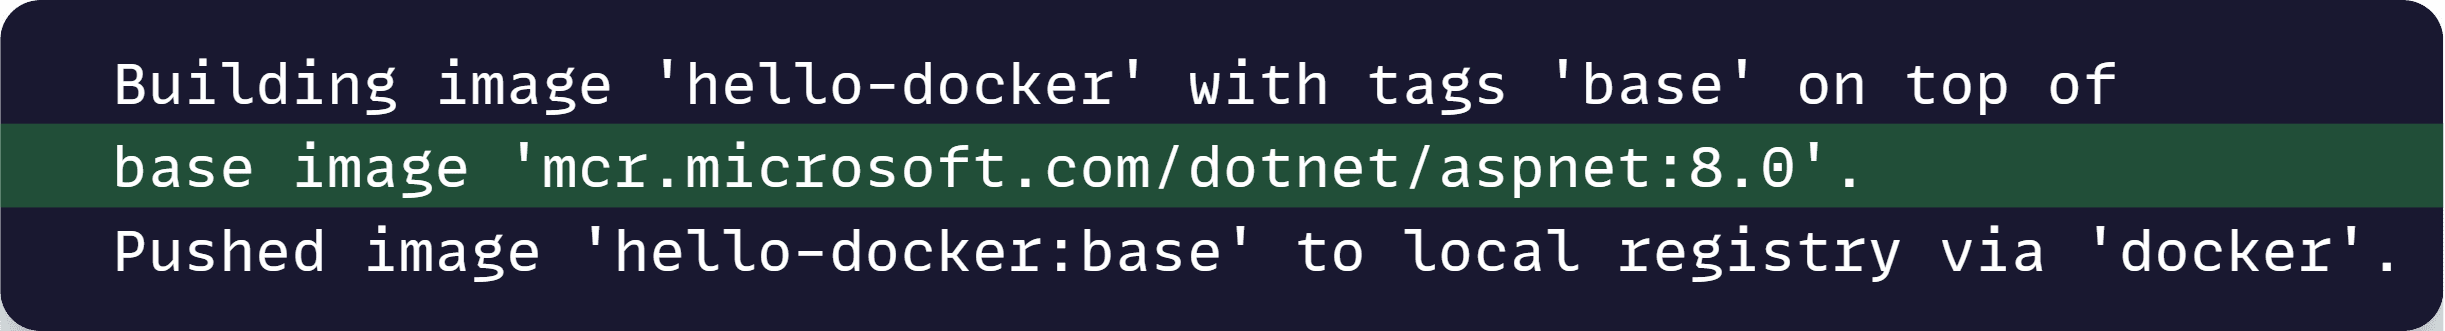 Building image 'hello-docker' with tags 'base' on top of
base image 'mcr.microsoft.com/dotnet/aspnet:8.0'.
Pushed image 'hello-docker:base' to local registry via 'docker'.